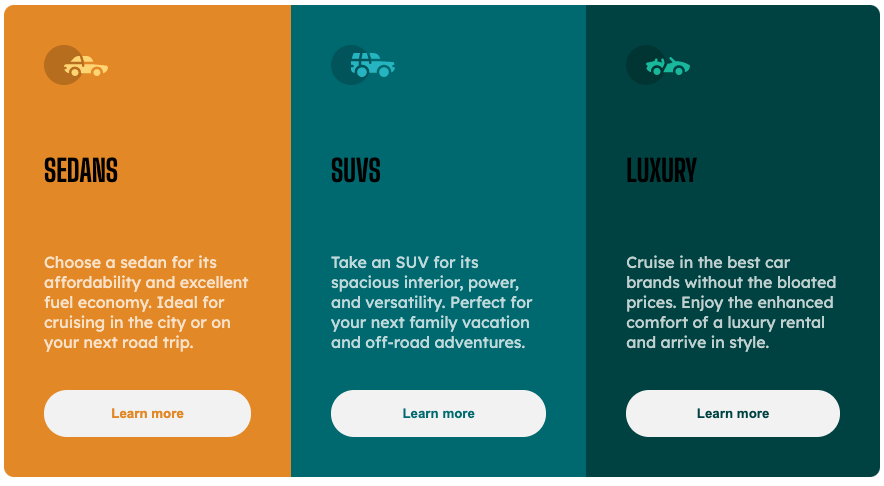 SEDANS
Choose a sedan for its
affordability and excellent
fuel economy. Ideal for
cruising in the city or on
your next road trip.
Learn more
SUVS
Take an SUV for its
spacious interior, power,
and versatility. Perfect for
your next family vacation
and off-road adventures.
Learn more
LUXURY
Cruise in the best car
brands without the bloated
prices. Enjoy the enhanced
comfort of a luxury rental
and arrive in style.
Learn more